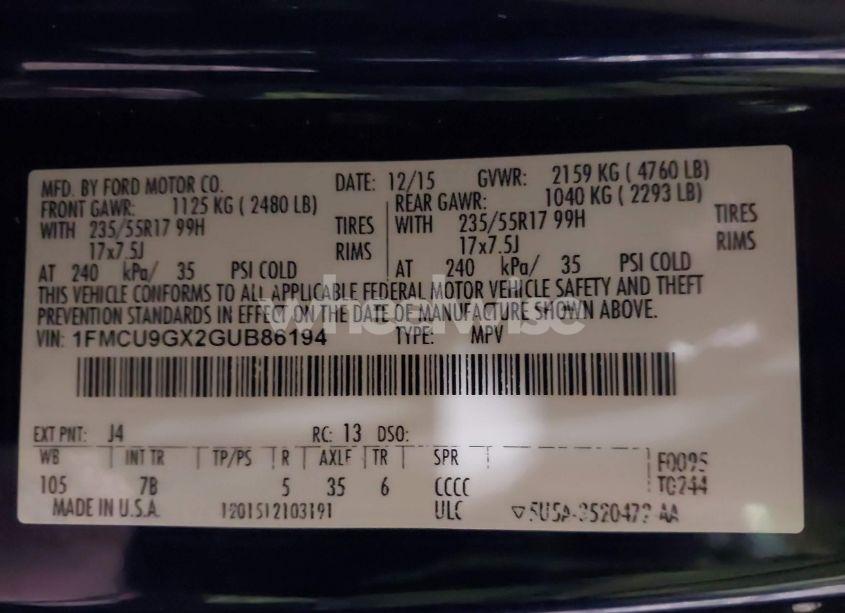 MFD. BY FORD MOTOR CO. DATE: 12/15 GVWR: 2159 KG ( 4760 LB)
FRONT GAWR: 1125 KG ( 2480 LB) REAR GAWR: 1040 KG ( 2293 LB)
WITH 235/55R17 99H TIRES WITH 235/55R17 99H TIRES
17x7.5J RIMS 17x7.5J RIMS
AT 240 kPa/ 35 PSI COLD AT 240 kPa/ 35 PSI COLD
THIS VEHICLE CONFORMS TO ALL APPLICABLE FEDERAL MOTOR VEHICLE SAFETY AND THEFT
PREVENTION STANDARDS IN EFFECT ON THE DATE OF MANUFACTURE SHOWN ABOVE.
wheelwise
VIN: 1FMCU9GX2GUB86194 TYPE: MPV
EXT PNT: J4 RC: 13 DSO:
WB INT TR TP/PS R AXLE TR SPR F0095
105 7B 5 35 6 CCCC T0244
MADE IN U.S.A. 1201512103191 ULC